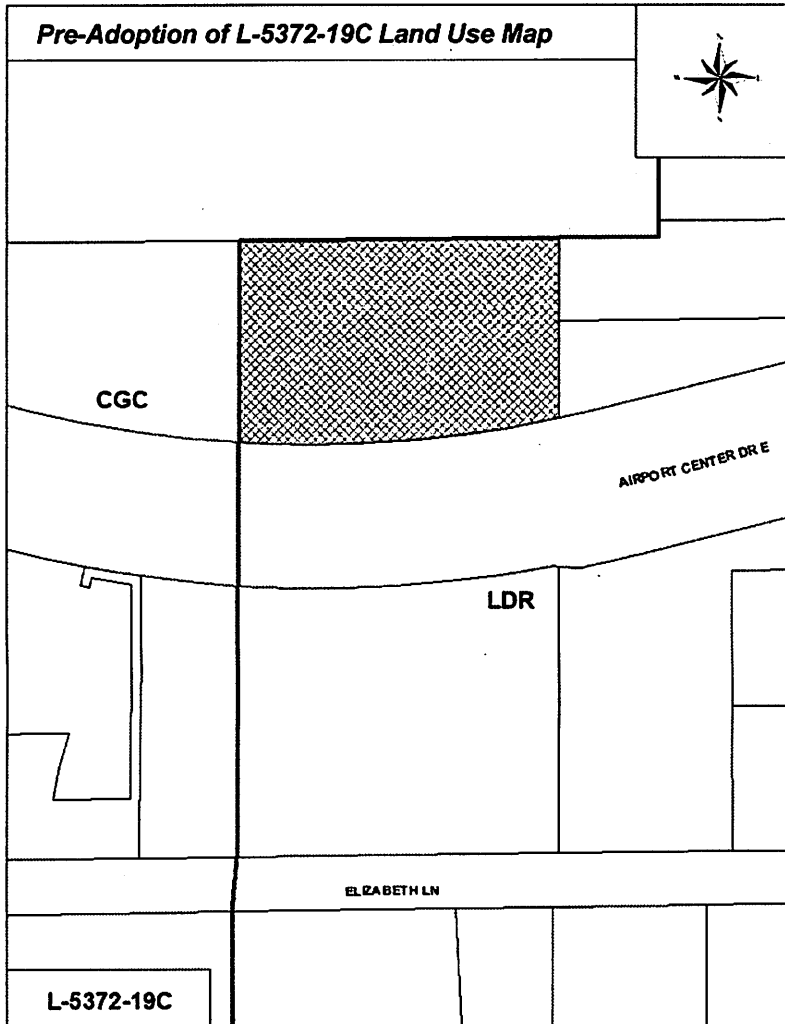 Pre-Adoption of L-5372-19C Land Use Map
CGC
AIRPORT CENTER DR E
LDR
ELIZABETH LN
L-5372-19C